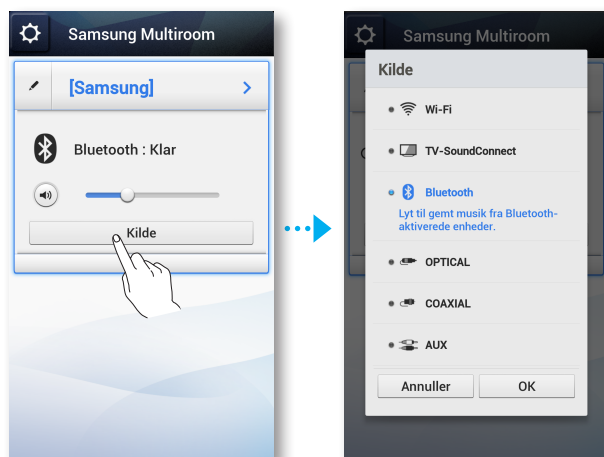 Samsung Multiroom
[Samsung]
Bluetooth : Klar
Kilde
Samsung Multiroom
Kilde
Wi-Fi
TV-SoundConnect
Bluetooth
Lyt til gemt musik fra Bluetooth-
aktiverede enheder.
OPTICAL
COAXIAL
AUX
Annuller
OK